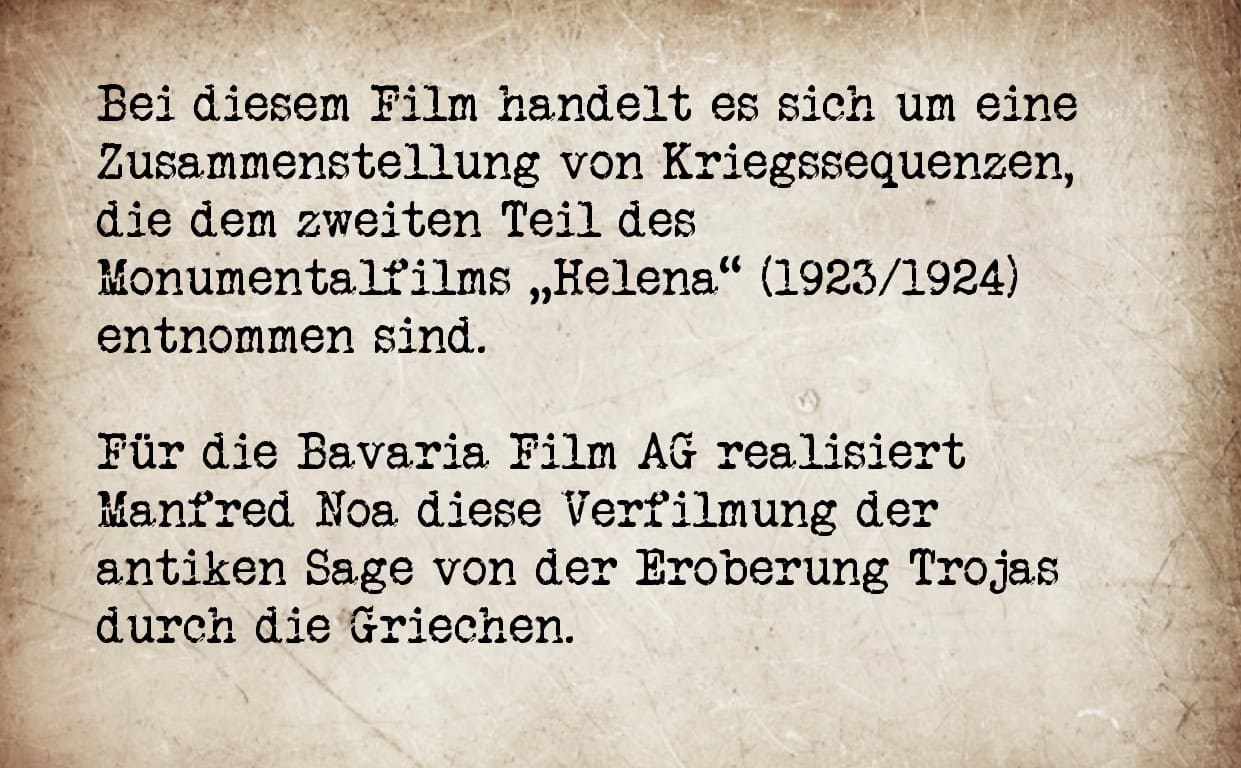 Bei diesem Film handelt es sich um eine
Zusammenstellung von Kriegssequenzen,
die dem zweiten Teil des
Monumentalfilms „Helena“ (1923/1924)
entnommen sind.
Für die Bavaria Film AG realisiert
Manfred Noa diese Verfilmung der
antiken Sage von der Eroberung Trojas
durch die Griechen.